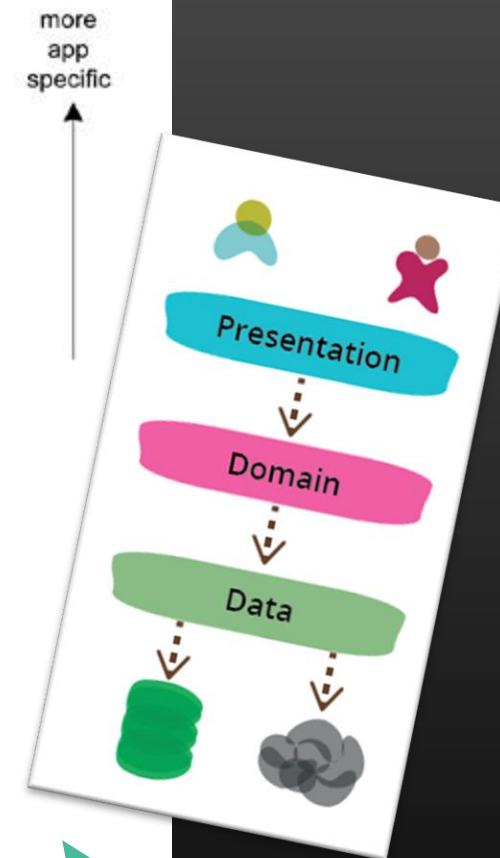 more
app
specific
Presentation
Domain
Data